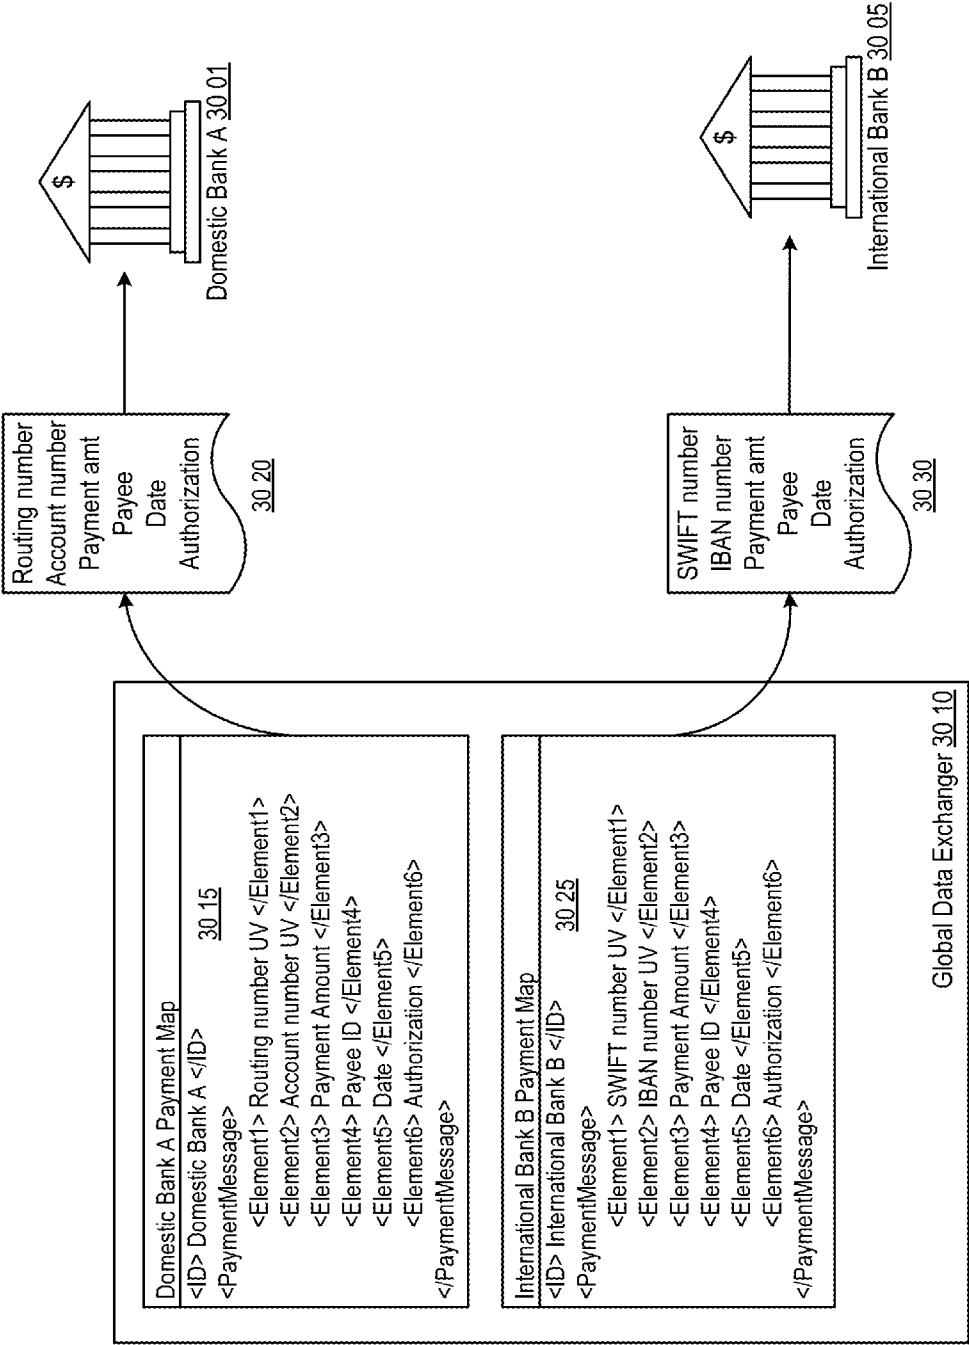 Domestic Bank A Payment Map
<ID> Domestic Bank A </ID>
30 15
<PaymentMessage>
<Element1> Routing number UV </Element1>
<Element2> Account number UV </Element2>
<Element3> Payment Amount </Element3>
<Element4> Payee ID </Element4>
<Element5> Date </Element5>
<Element6> Authorization </Element6>
</PaymentMessage>
International Bank B Payment Map
<ID> International Bank B </ID>
30 25
<PaymentMessage>
<Element1> SWIFT number UV </Element1>
<Element2> IBAN number UV </Element2>
<Element3> Payment Amount </Element3>
<Element4> Payee ID </Element4>
<Element5> Date </Element5>
<Element6> Authorization </Element6>
</PaymentMessage>
Global Data Exchanger 30 10
Routing number
Account number
Payment amt
Payee
Date
Authorization
30 20
SWIFT number
IBAN number
Payment amt
Payee
Date
Authorization
30 30
$
Domestic Bank A 30 01
$
International Bank B 30 05